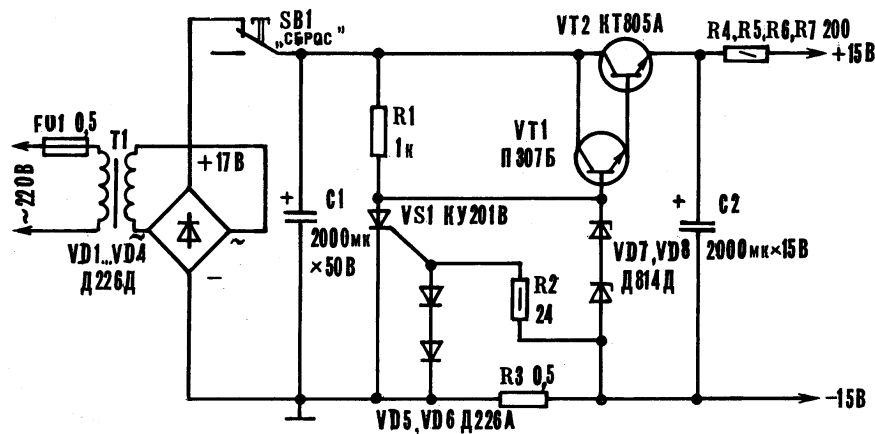 SB1
„СБРОС"
VT2 КТ805А
R4, R5, R6, R7 200
+15В
FU1 0,5
T1
R1
1к
VT1
П307Б
+17В
~220В
+
C1
2000мк
×50В
VS1 КУ201В
+
C2
2000мк×15В
VD7, VD8
Д814Д
VD1...VD4
Д226Д
~
~
−
R2
24
R3 0,5
VD5, VD6 Д226А
−15В